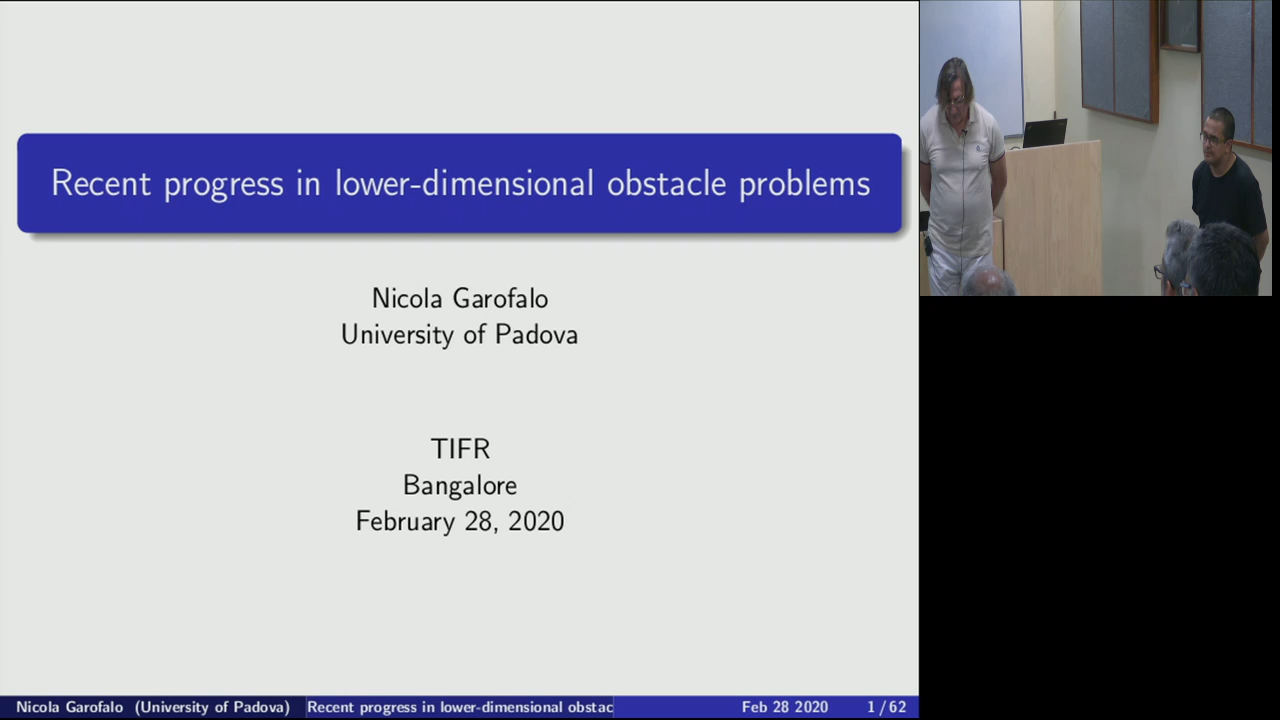 Recent progress in lower-dimensional obstacle problems
Nicola Garofalo
University of Padova
TIFR
Bangalore
February 28, 2020
Nicola Garofalo (University of Padova) Recent progress in lower-dimensional obstac Feb 28 2020 1 / 62